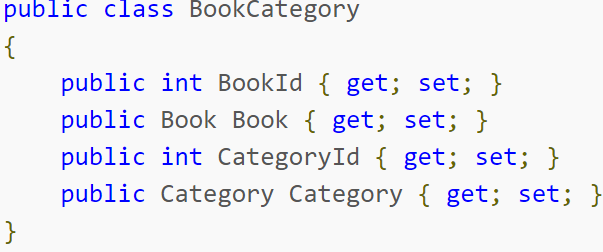 public class BookCategory
{
    public int BookId { get; set; }
    public Book Book { get; set; }
    public int CategoryId { get; set; }
    public Category Category { get; set; }
}